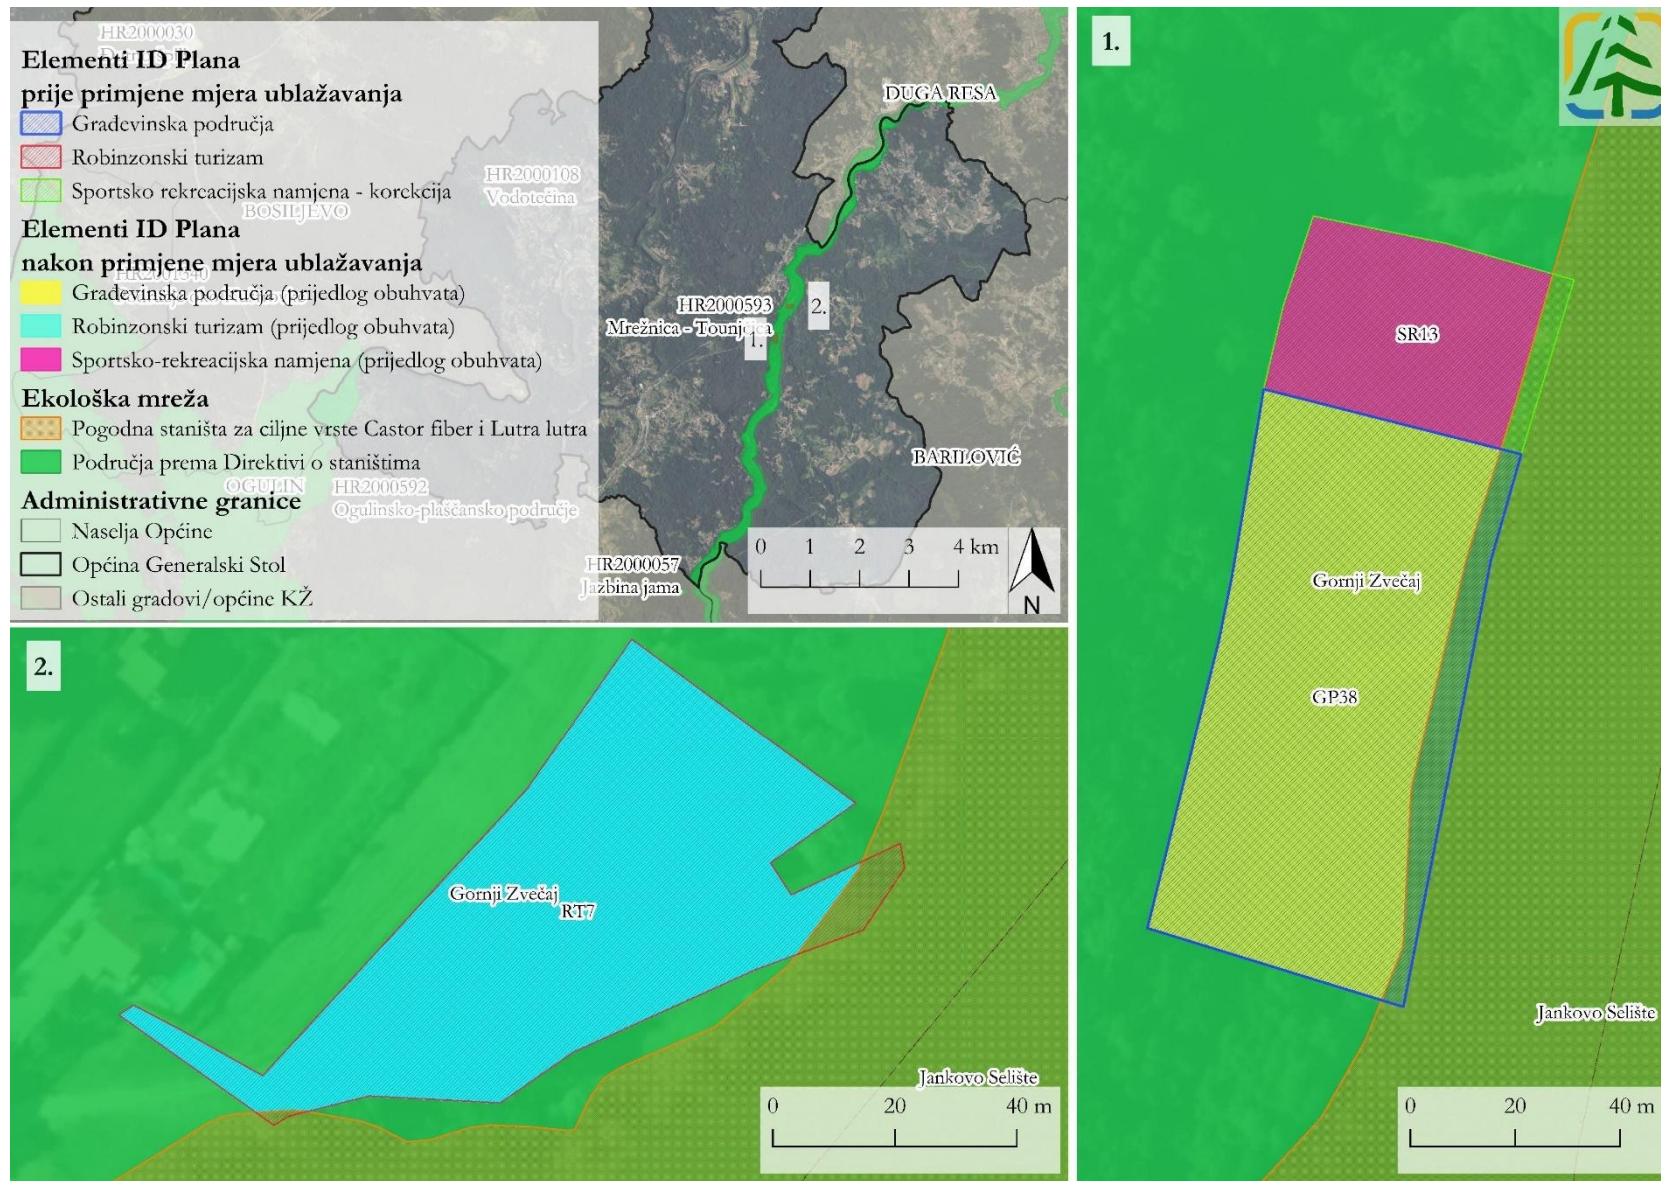 HR2000030
Elementi ID Plana
prije primjene mjera ublažavanja
Građevinska područja
Robinzonski turizam
Sportsko rekreacijska namjena - korekcija
HR2000108
Vodotečina
BOSILJEVO
Elementi ID Plana
nakon primjene mjera ublažavanja
Građevinska područja (prijedlog obuhvata)
Robinzonski turizam (prijedlog obuhvata)
Sportsko-rekreacijska namjena (prijedlog obuhvata)
Ekološka mreža
Pogodna staništa za ciljne vrste Castor fiber i Lutra lutra
Područja prema Direktivi o staništima
OGULIN
HR2000592
Ogulinsko-plaščansko područje
Administrativne granice
Naselja Općine
Općina Generalski Stol
Ostali gradovi/općine KŽ
DUGA RESA
HR2000593
Mrežnica - Tounjčica
2.
1.
BARILOVIĆ
HR2000057
Jazbina jama
0 1 2 3 4 km
N
1.
SR13
Gornji Zvečaj
GP38
Jankovo Selište
0 20 40 m
2.
Gornji Zvečaj
RT7
Jankovo Selište
0 20 40 m